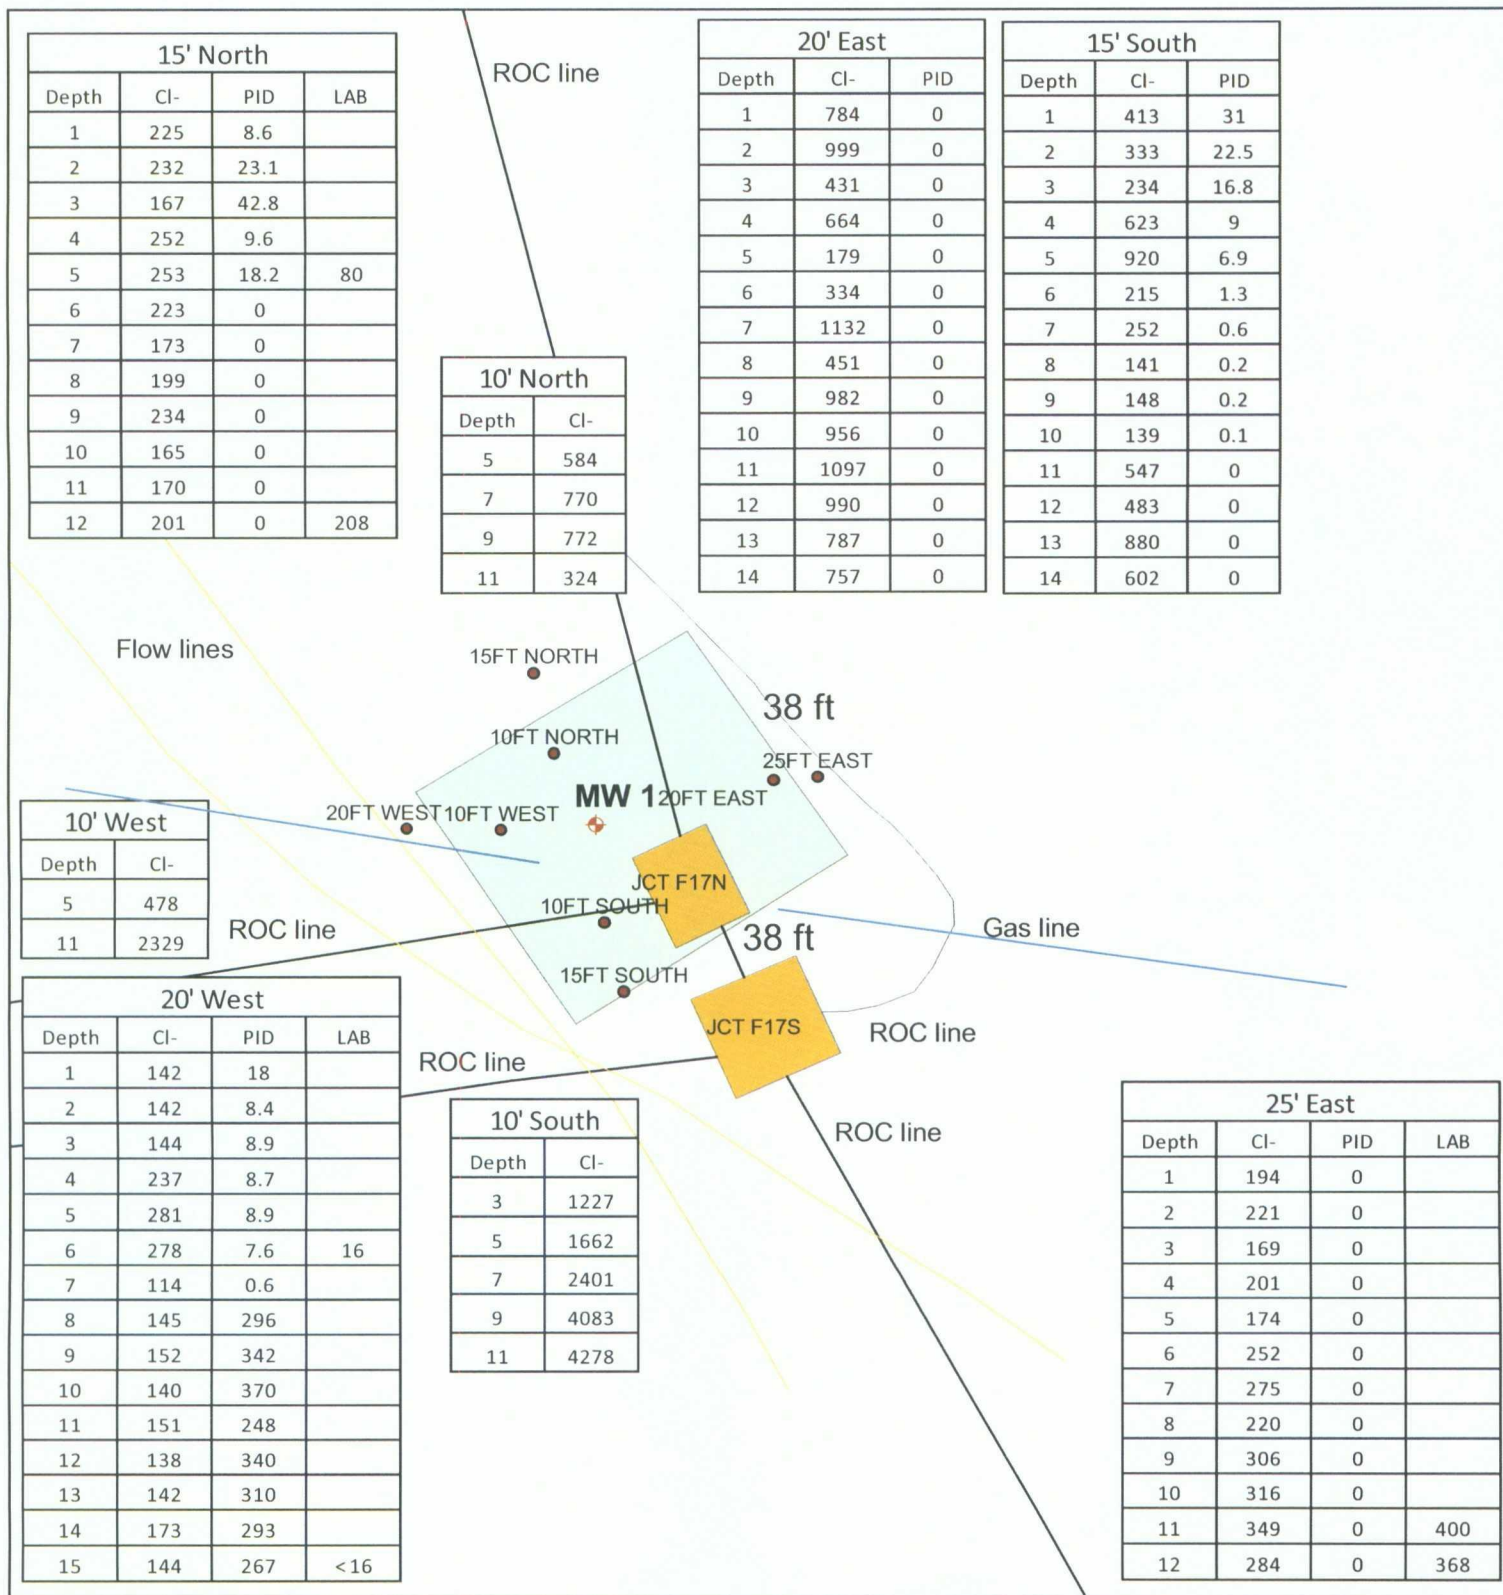 15' North
Depth Cl- PID LAB
1 225 8.6
2 232 23.1
3 167 42.8
4 252 9.6
5 253 18.2 80
6 223 0
7 173 0
8 199 0
9 234 0
10 165 0
11 170 0
12 201 0 208
ROC line
20' East
Depth Cl- PID
1 784 0
2 999 0
3 431 0
4 664 0
5 179 0
6 334 0
7 1132 0
8 451 0
9 982 0
10 956 0
11 1097 0
12 990 0
13 787 0
14 757 0
15' South
Depth Cl- PID
1 413 31
2 333 22.5
3 234 16.8
4 623 9
5 920 6.9
6 215 1.3
7 252 0.6
8 141 0.2
9 148 0.2
10 139 0.1
11 547 0
12 483 0
13 880 0
14 602 0
10' North
Depth Cl-
5 584
7 770
9 772
11 324
Flow lines
15FT NORTH
38 ft
10FT NORTH
25FT EAST
MW 1
20FT EAST
20FT WEST
10FT WEST
10' West
Depth Cl-
5 478
11 2329
JCT F17N
10FT SOUTH
ROC line
38 ft
Gas line
15FT SOUTH
JCT F17S
ROC line
20' West
Depth Cl- PID LAB
1 142 18
2 142 8.4
3 144 8.9
4 237 8.7
5 281 8.9
6 278 7.6 16
7 114 0.6
8 145 296
9 152 342
10 140 370
11 151 248
12 138 340
13 142 310
14 173 293
15 144 267 <16
ROC line
10' South
Depth Cl-
3 1227
5 1662
7 2401
9 4083
11 4278
ROC line
25' East
Depth Cl- PID LAB
1 194 0
2 221 0
3 169 0
4 201 0
5 174 0
6 252 0
7 275 0
8 220 0
9 306 0
10 316 0
11 349 0 400
12 284 0 368